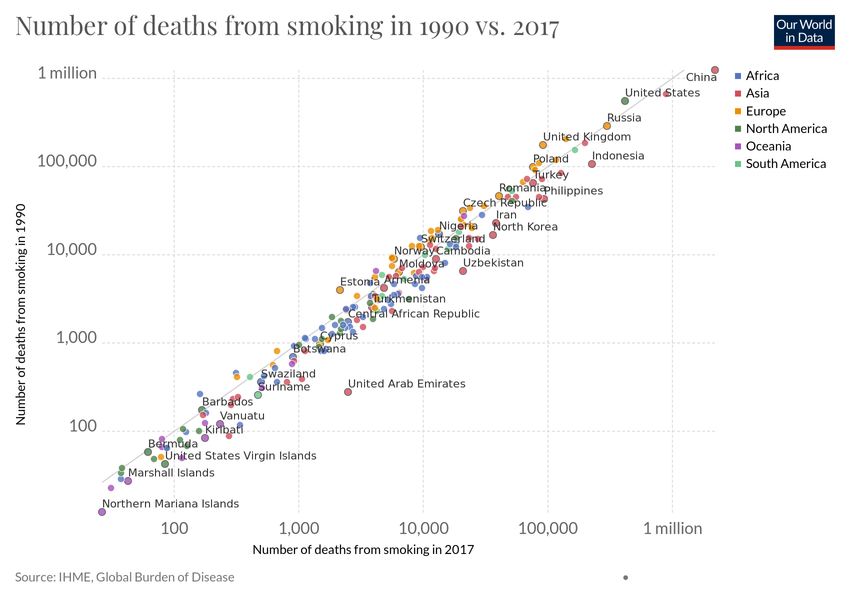 Number of deaths from smoking in 1990 vs. 2017
Our World
in Data
Number of deaths from smoking in 1990
1 million
100,000
10,000
1,000
100
China
United States
Russia
United Kingdom
Poland
Indonesia
Turkey
Romania
Philippines
Czech Republic
Iran
Nigeria
North Korea
Switzerland
Norway
Cambodia
Moldova
Uzbekistan
Estonia
Armenia
Turkmenistan
Central African Republic
Cyprus
Botswana
Swaziland
United Arab Emirates
Suriname
Barbados
Vanuatu
Kiribati
Bermuda
United States Virgin Islands
Marshall Islands
Northern Mariana Islands
Africa
Asia
Europe
North America
Oceania
South America
100
1,000
10,000
100,000
1 million
Number of deaths from smoking in 2017
Source: IHME, Global Burden of Disease